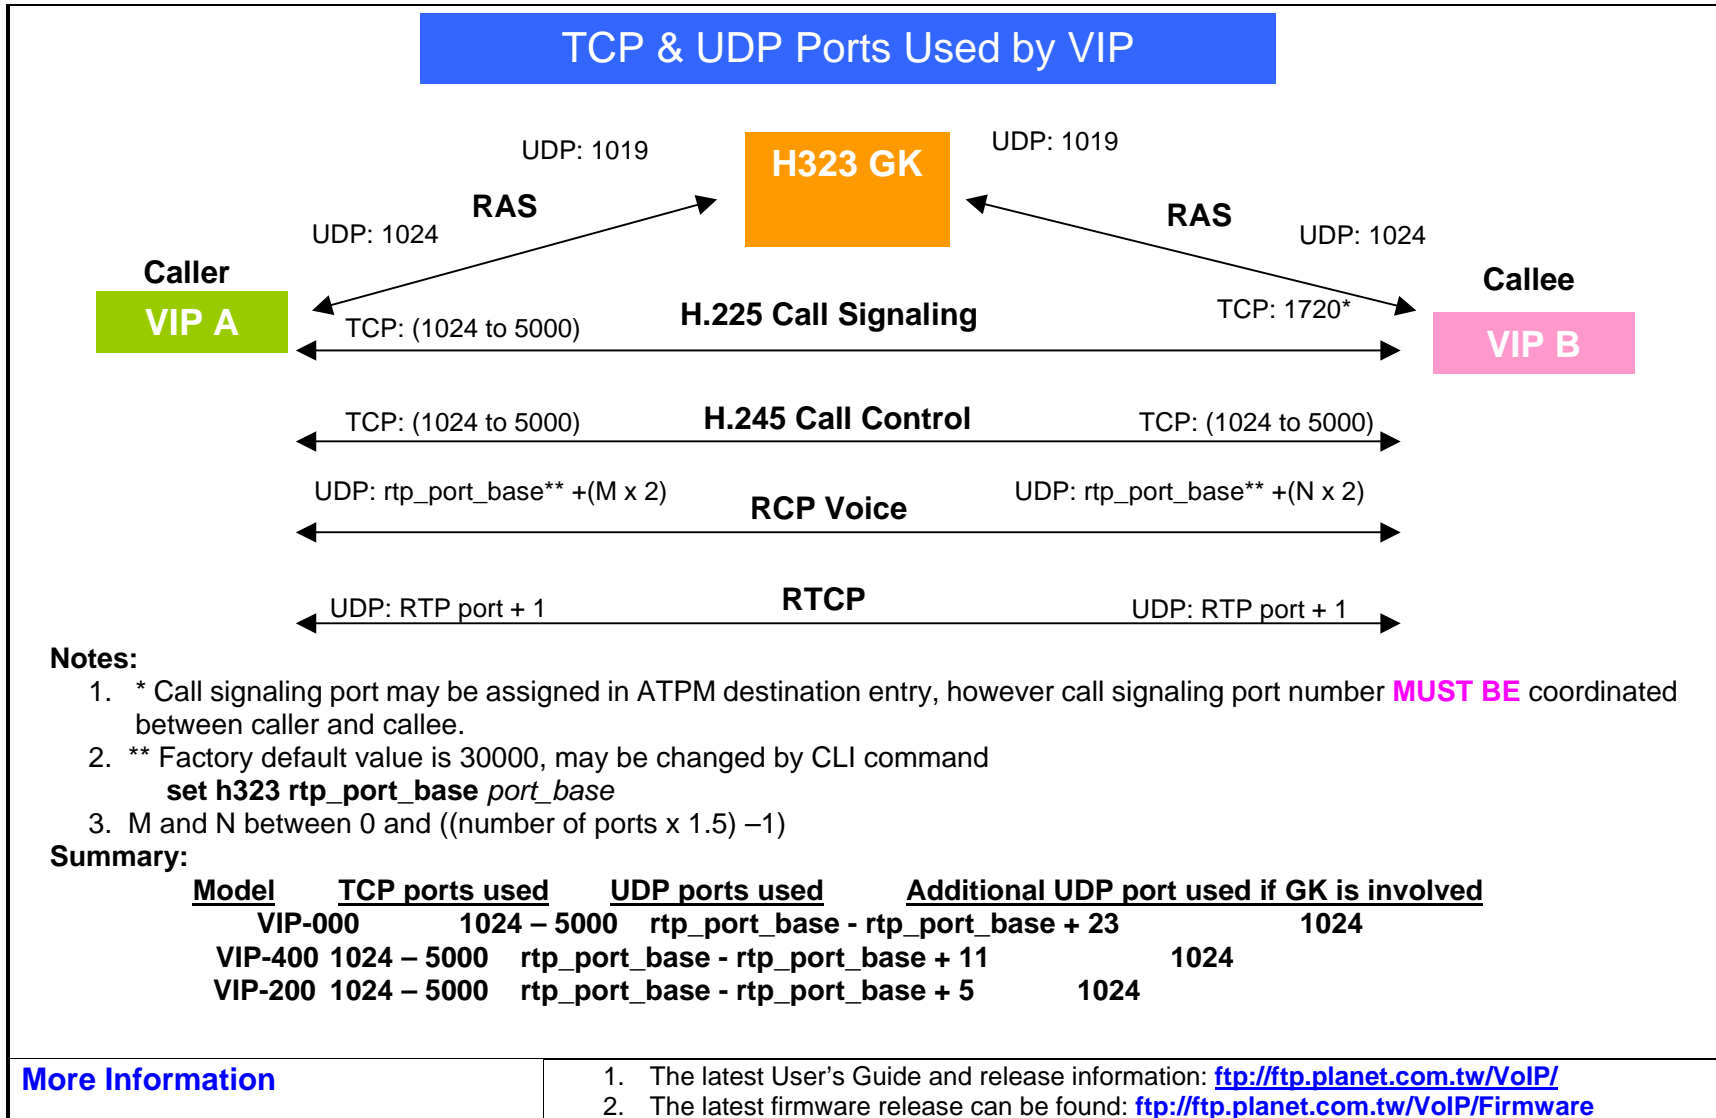 TCP & UDP Ports Used by VIP
UDP: 1019
H323 GK
UDP: 1019
RAS
RAS
UDP: 1024
UDP: 1024
Caller
Callee
VIP A
TCP: (1024 to 5000)
H.225 Call Signaling
TCP: 1720*
VIP B
TCP: (1024 to 5000)
H.245 Call Control
TCP: (1024 to 5000)
UDP: rtp_port_base** +(M x 2)
RCP Voice
UDP: rtp_port_base** +(N x 2)
UDP: RTP port + 1
RTCP
UDP: RTP port + 1
Notes:
1. * Call signaling port may be assigned in ATPM destination entry, however call signaling port number MUST BE coordinated
between caller and callee.
2. ** Factory default value is 30000, may be changed by CLI command
set h323 rtp_port_base port_base
3. M and N between 0 and ((number of ports x 1.5) –1)
Summary:
Model TCP ports used UDP ports used Additional UDP port used if GK is involved
VIP-000 1024 – 5000 rtp_port_base - rtp_port_base + 23 1024
VIP-400 1024 – 5000 rtp_port_base - rtp_port_base + 11 1024
VIP-200 1024 – 5000 rtp_port_base - rtp_port_base + 5 1024
More Information
1. The latest User’s Guide and release information: ftp://ftp.planet.com.tw/VoIP/
2. The latest firmware release can be found: ftp://ftp.planet.com.tw/VoIP/Firmware